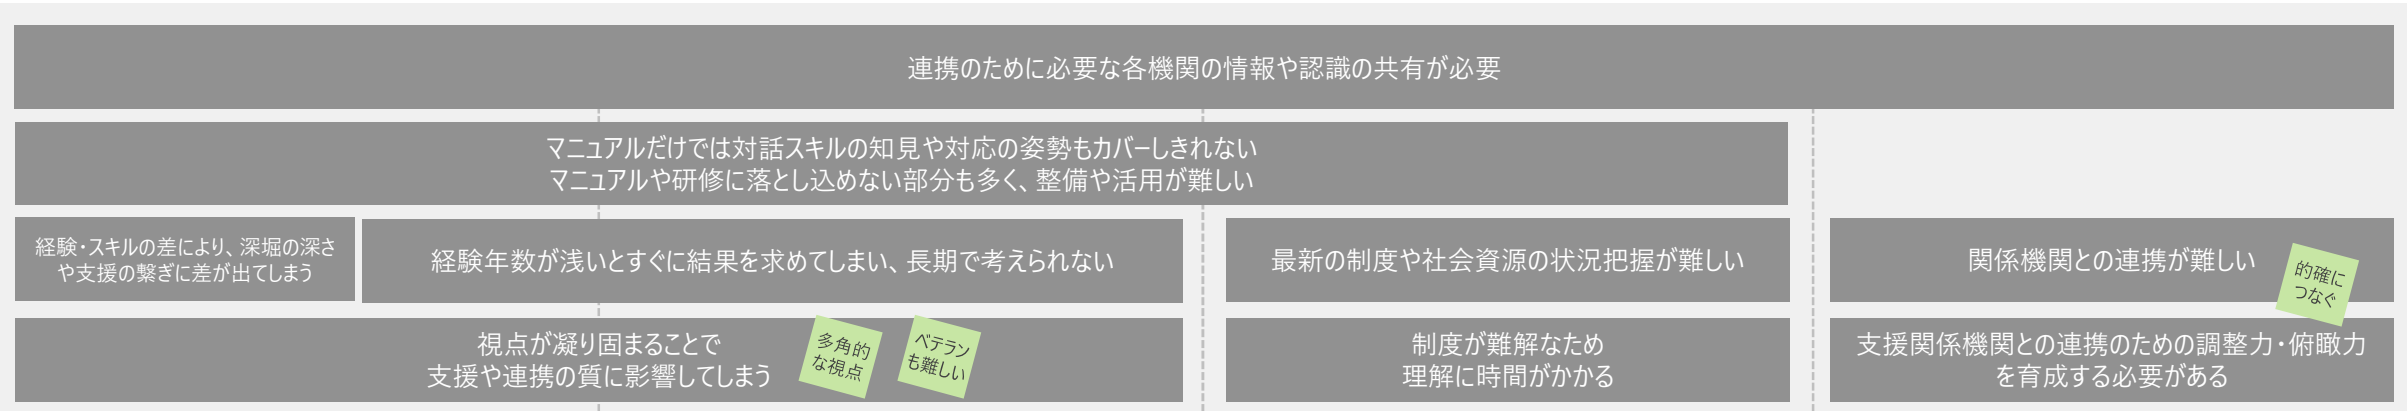 連携のために必要な各機関の情報や認識の共有が必要
マニュアルだけでは対話スキルの知見や対応の姿勢もカバーしきれない
マニュアルや研修に落とし込めない部分も多く、整備や活用が難しい
経験・スキルの差により、深堀の深さ
や支援の繋ぎに差が出てしまう
経験年数が浅いとすぐに結果を求めてしまい、長期で考えられない
最新の制度や社会資源の状況把握が難しい
関係機関との連携が難しい
的確に
つなぐ
視点が凝り固まることで
支援や連携の質に影響してしまう
多角的
な視点
ベテラン
も難しい
制度が難解なため
理解に時間がかかる
支援関係機関との連携のための調整力・俯瞰力
を育成する必要がある